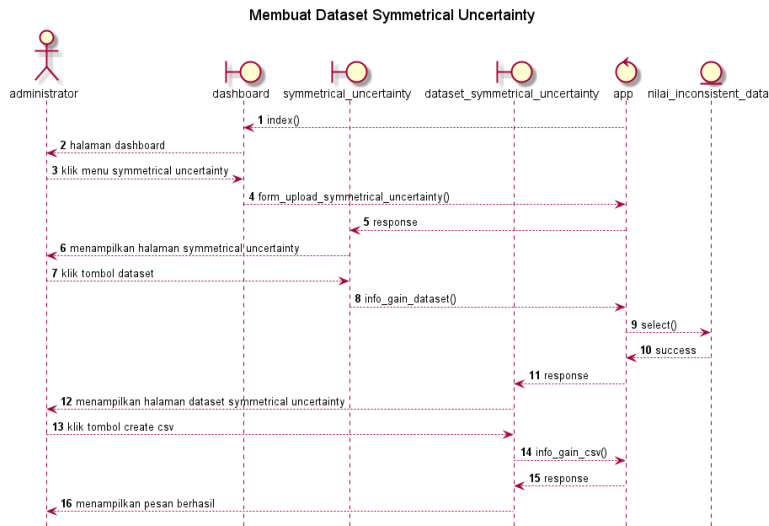 Membuat Dataset Symmetrical Uncertainty
administrator
dashboard
symmetrical_uncertainty
dataset_symmetrical_uncertainty
app
nilai_inconsistent_data
1 index()
2 halaman dashboard
3 klik menu symmetrical uncertainty
4 form_upload_symmetrical_uncertainty()
5 response
6 menampilkan halaman symmetrical uncertainty
7 klik tombol dataset
8 info_gain_dataset()
9 select()
10 success
11 response
12 menampilkan halaman dataset symmetrical uncertainty
13 klik tombol create csv
14 info_gain_csv()
15 response
16 menampilkan pesan berhasil